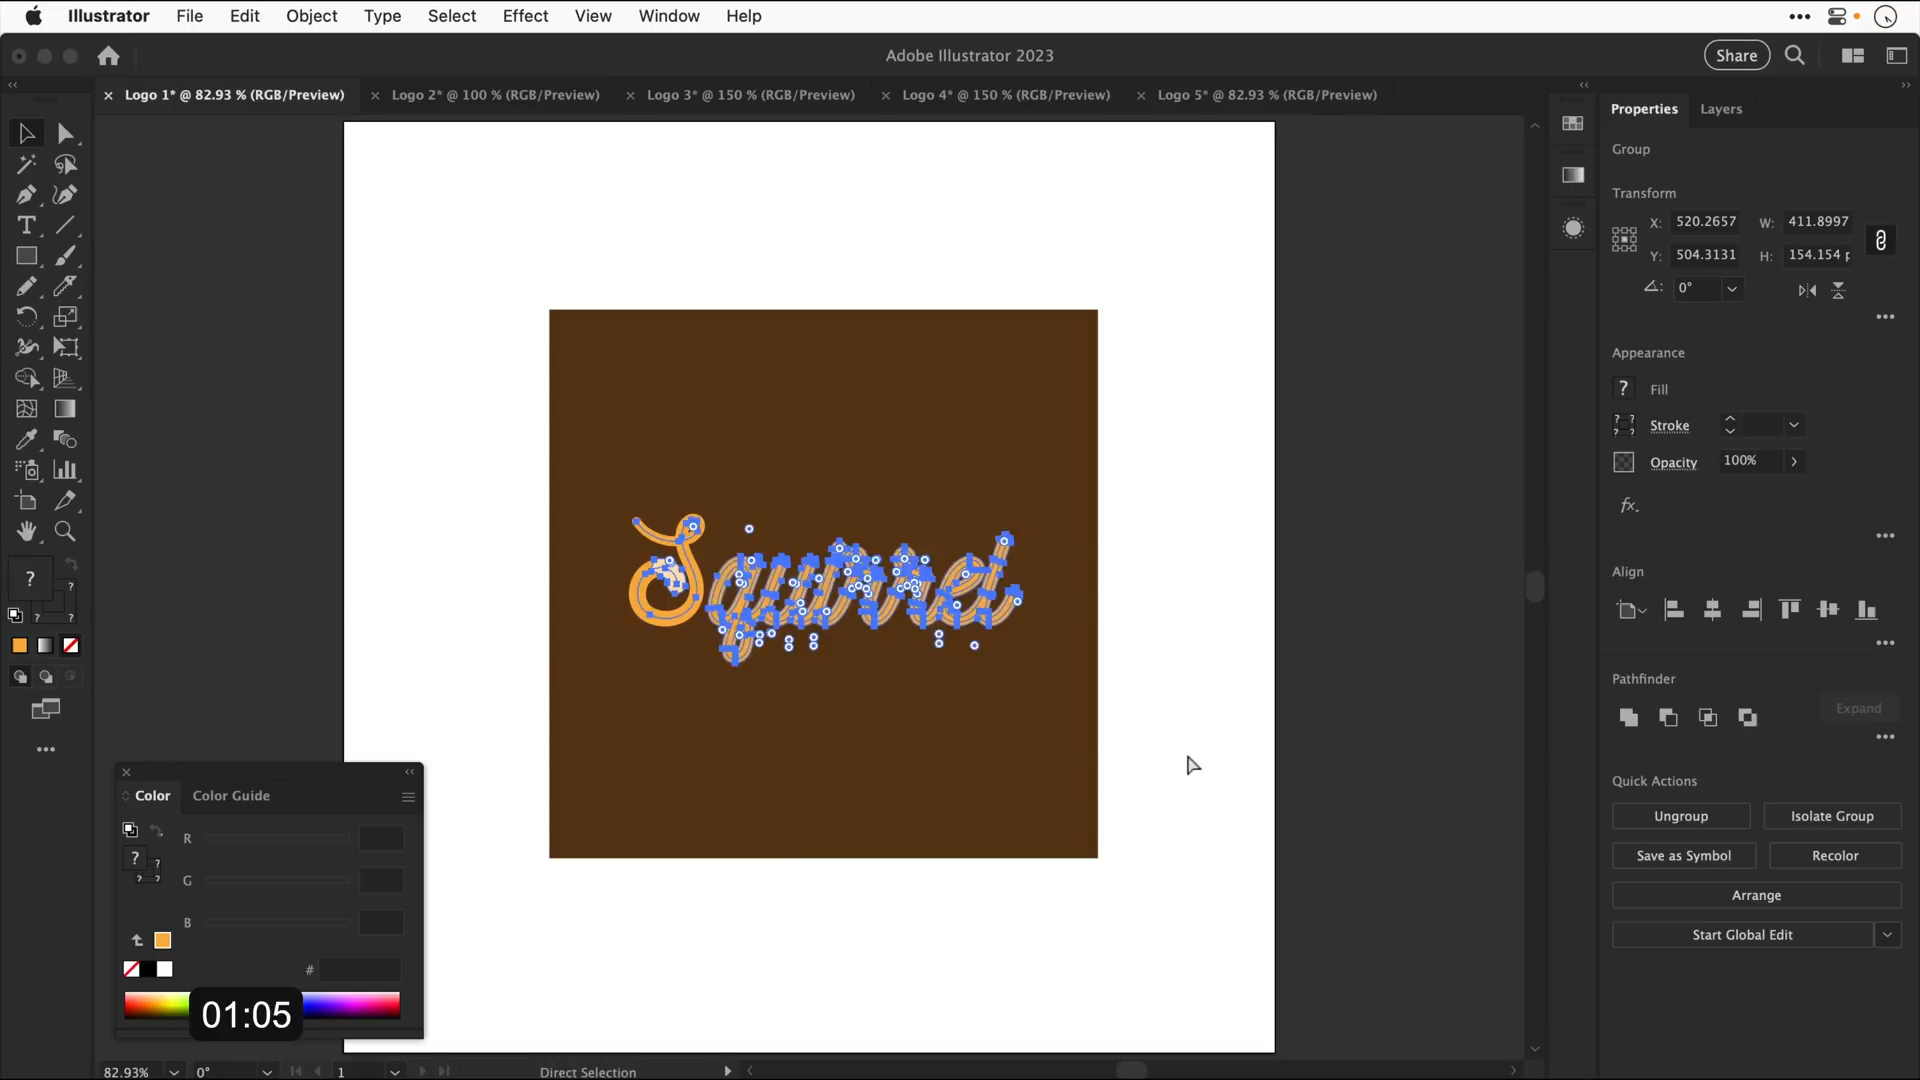 Illustrator File Edit Object Type Select Effect View Window Help
Adobe Illustrator 2023
Share
Logo 1* @ 82.93 % (RGB/Preview)
Logo 2* @ 100 % (RGB/Preview)
Logo 3* @ 150 % (RGB/Preview)
Logo 4* @ 150 % (RGB/Preview)
Logo 5* @ 82.93 % (RGB/Preview)
Properties Layers
Group
Transform
X: 520.2657 W: 411.8997
Y: 504.3131 H: 154.154 p
0°
Appearance
? Fill
Stroke
Opacity 100%
fx.
Align
Squirrel
Pathfinder
Expand
Quick Actions
Ungroup Isolate Group
Save as Symbol Recolor
Arrange
Start Global Edit
Color Color Guide
R
G
B
#
01:05
82.93% 0° 1 Direct Selection